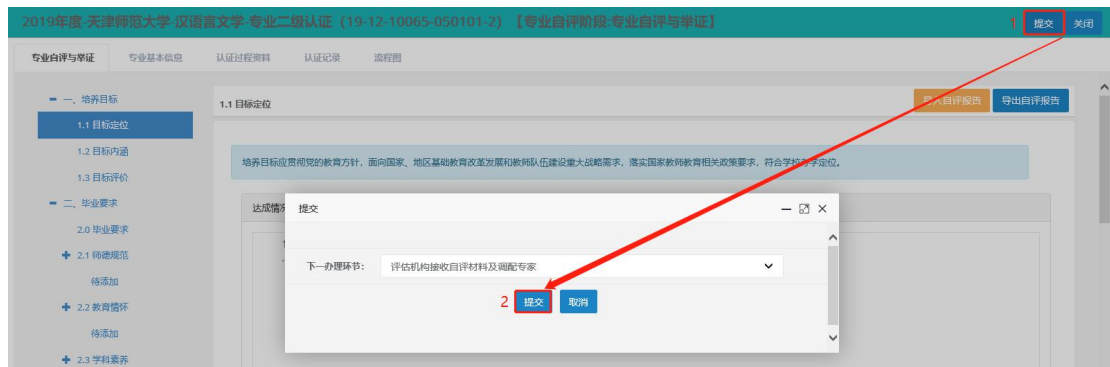 2019年度-天津师范大学-汉语言文学-专业二级认证（19-12-10065-050101-2）【专业自评阶段:专业自评与举证】
1 提交 关闭
专业自评与举证 专业基本信息 认证过程资料 认证记录 流程图
一、培养目标
1.1 目标定位
1.2 目标内涵
1.3 目标评价
二、毕业要求
2.0 毕业要求
2.1 师德规范
待添加
2.2 教育情怀
待添加
2.3 学科素养
1.1 目标定位
导入自评报告 导出自评报告
培养目标应贯彻党的教育方针，面向国家、地区基础教育改革发展和教师队伍建设重大战略需求，落实国家教师教育相关政策要求，符合学校办学定位。
达成情况
提交
下一办理环节： 评估机构接收自评材料及调配专家
2 提交 取消